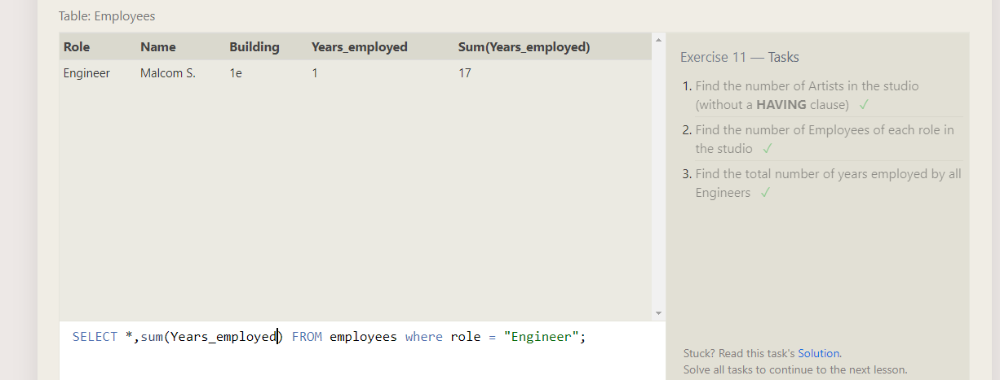 Table: Employees
Role Name Building Years_employed Sum(Years_employed)
Engineer Malcom S. 1e 1 17
Exercise 11 — Tasks
1. Find the number of Artists in the studio
(without a HAVING clause) ✓
2. Find the number of Employees of each role in
the studio ✓
3. Find the total number of years employed by all
Engineers ✓
SELECT *,sum(Years_employed) FROM employees where role = "Engineer";
Stuck? Read this task's Solution.
Solve all tasks to continue to the next lesson.